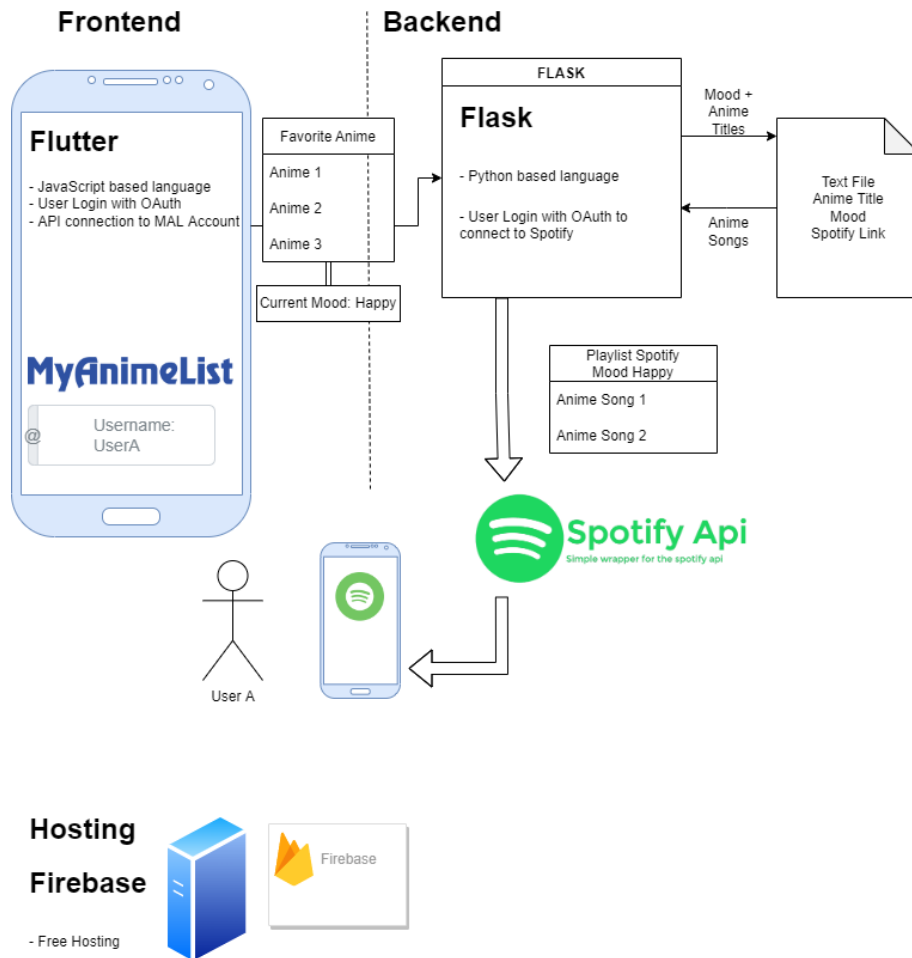 Frontend
Backend
Flutter
- JavaScript based language
- User Login with OAuth
- API connection to MAL Account
MyAnimeList
@
Username:
UserA
Favorite Anime
Anime 1
Anime 2
Anime 3
Current Mood: Happy
FLASK
Flask
- Python based language
- User Login with OAuth to
connect to Spotify
Mood +
Anime
Titles
Anime
Songs
Text File
Anime Title
Mood
Spotify Link
Playlist Spotify
Mood Happy
Anime Song 1
Anime Song 2
Spotify Api
Simple wrapper for the spotify api
User A
Hosting
Firebase
- Free Hosting
Firebase